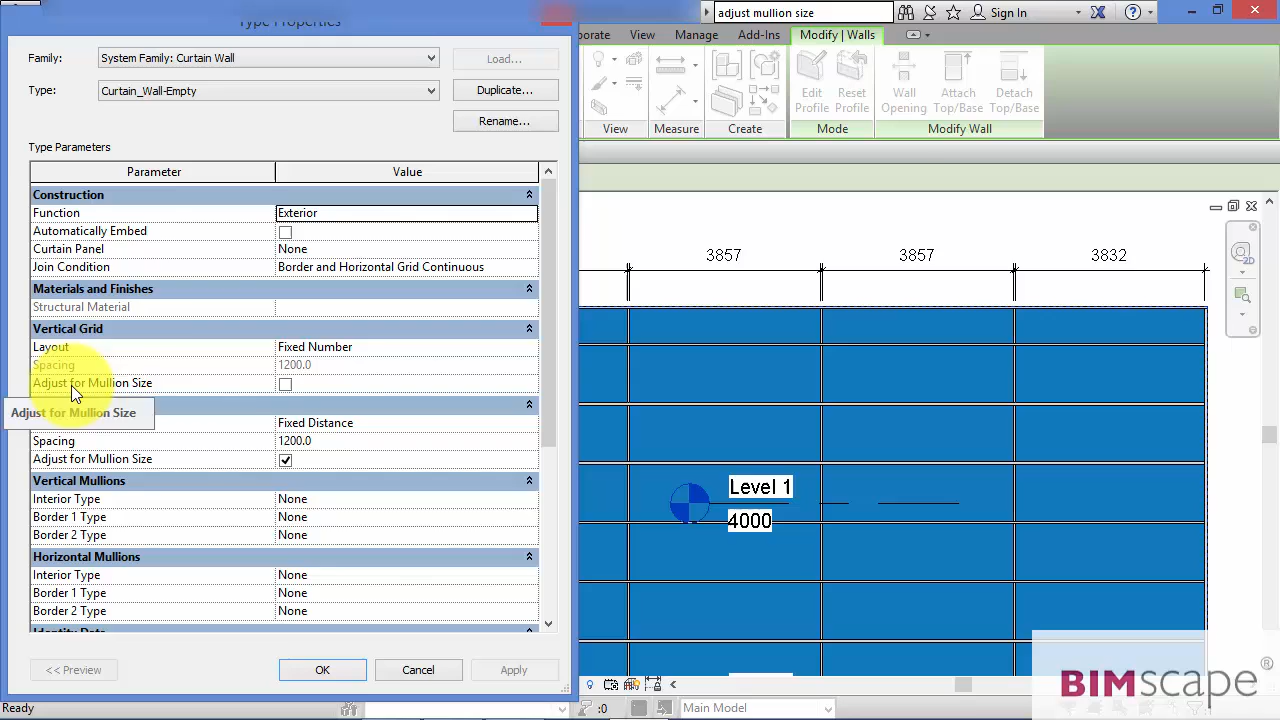 Type Properties
adjust mullion size
Sign In
orate View Manage Add-Ins Modify | Walls
Family: System Family: Curtain Wall Load...
Type: Curtain_Wall-Empty Duplicate...
Rename...
Edit Profile
Reset Profile
Wall Opening
Attach Top/Base
Detach Top/Base
View Measure Create Mode Modify Wall
Type Parameters
Parameter Value
Construction
Function Exterior
Automatically Embed
Curtain Panel None
Join Condition Border and Horizontal Grid Continuous
Materials and Finishes
Structural Material
Vertical Grid
Layout Fixed Number
Spacing 1200.0
Adjust for Mullion Size
Adjust for Mullion Size
Fixed Distance
Spacing 1200.0
Adjust for Mullion Size
Vertical Mullions
Interior Type None
Border 1 Type None
Border 2 Type None
Horizontal Mullions
Interior Type None
Border 1 Type None
Border 2 Type None
Identity Data
<< Preview OK Cancel Apply
3857 3857 3832
2D
Level 1
4000
Ready
:0 Main Model
BIMscape®